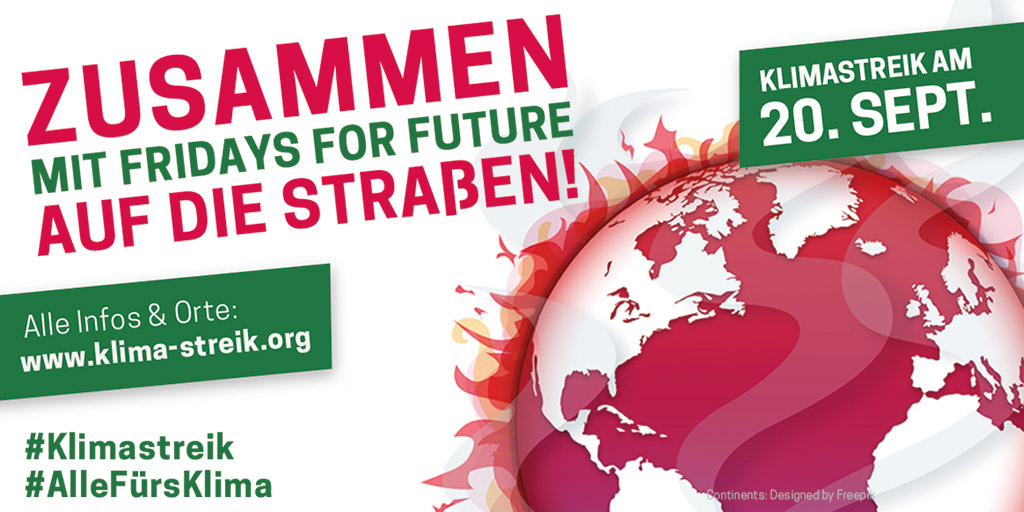 ZUSAMMEN
MIT FRIDAYS FOR FUTURE
AUF DIE STRAßEN!
KLIMASTREIK AM
20. SEPT.
Alle Infos & Orte:
www.klima-streik.org
#Klimastreik
#AlleFürsKlima
Continents: Designed by Freepik